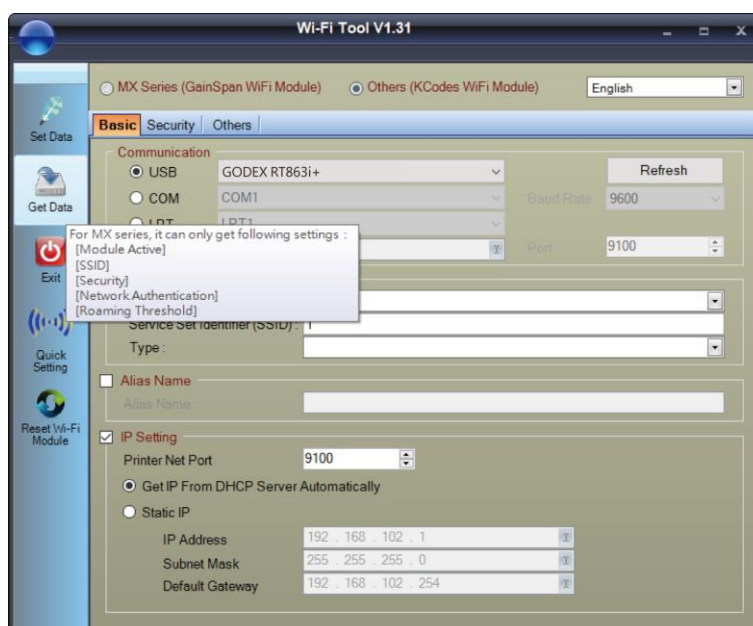 Wi-Fi Tool V1.31
MX Series (GainSpan WiFi Module)
Others (KCodes WiFi Module)
English
Set Data
Get Data
Exit
Quick
Setting
Reset Wi-Fi
Module
Basic
Security
Others
Communication
USB
GODEX RT863i+
Refresh
COM
COM1
Baud Rate
9600
LPT
LPT1
Port
9100
For MX series, it can only get following settings :
[Module Active]
[SSID]
[Security]
[Network Authentication]
[Roaming Threshold]
Service Set Identifier (SSID) : 1
Type :
Alias Name
Alias Name
IP Setting
Printer Net Port
9100
Get IP From DHCP Server Automatically
Static IP
IP Address
192 . 168 . 102 . 1
Subnet Mask
255 . 255 . 255 . 0
Default Gateway
192 . 168 . 102 . 254